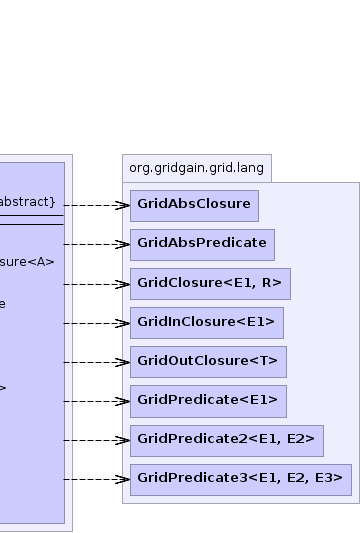 org.gridgain.grid.lang
abstract}
GridAbsClosure
GridAbsPredicate
sure<A>
GridClosure<E1, R>
e
GridInClosure<E1>
GridOutClosure<T>
>
GridPredicate<E1>
GridPredicate2<E1, E2>
GridPredicate3<E1, E2, E3>